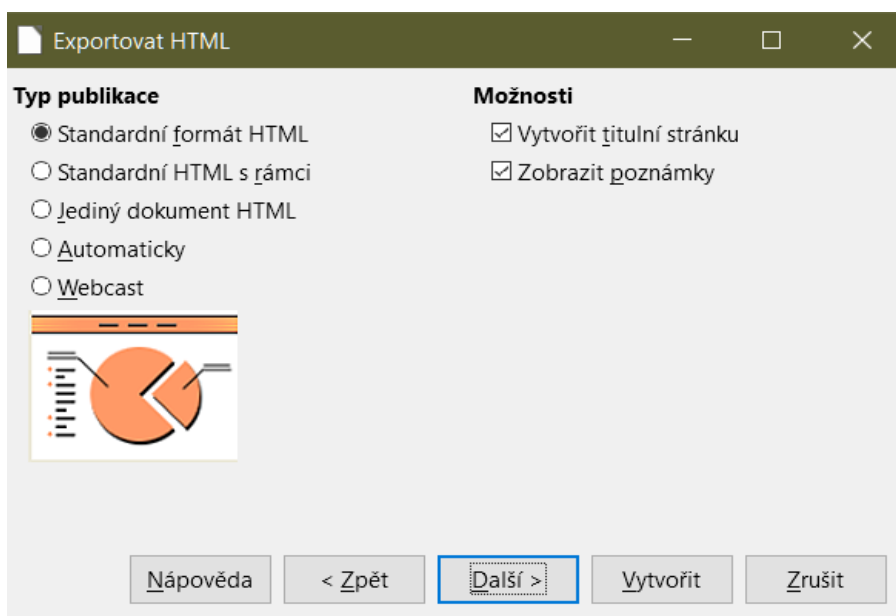 Exportovat HTML
Typ publikace
Standardní formát HTML
Standardní HTML s rámci
Jediný dokument HTML
Automaticky
Webcast
Možnosti
Vytvořit titulní stránku
Zobrazit poznámky
Nápověda
< Zpět
Další >
Vytvořit
Zrušit